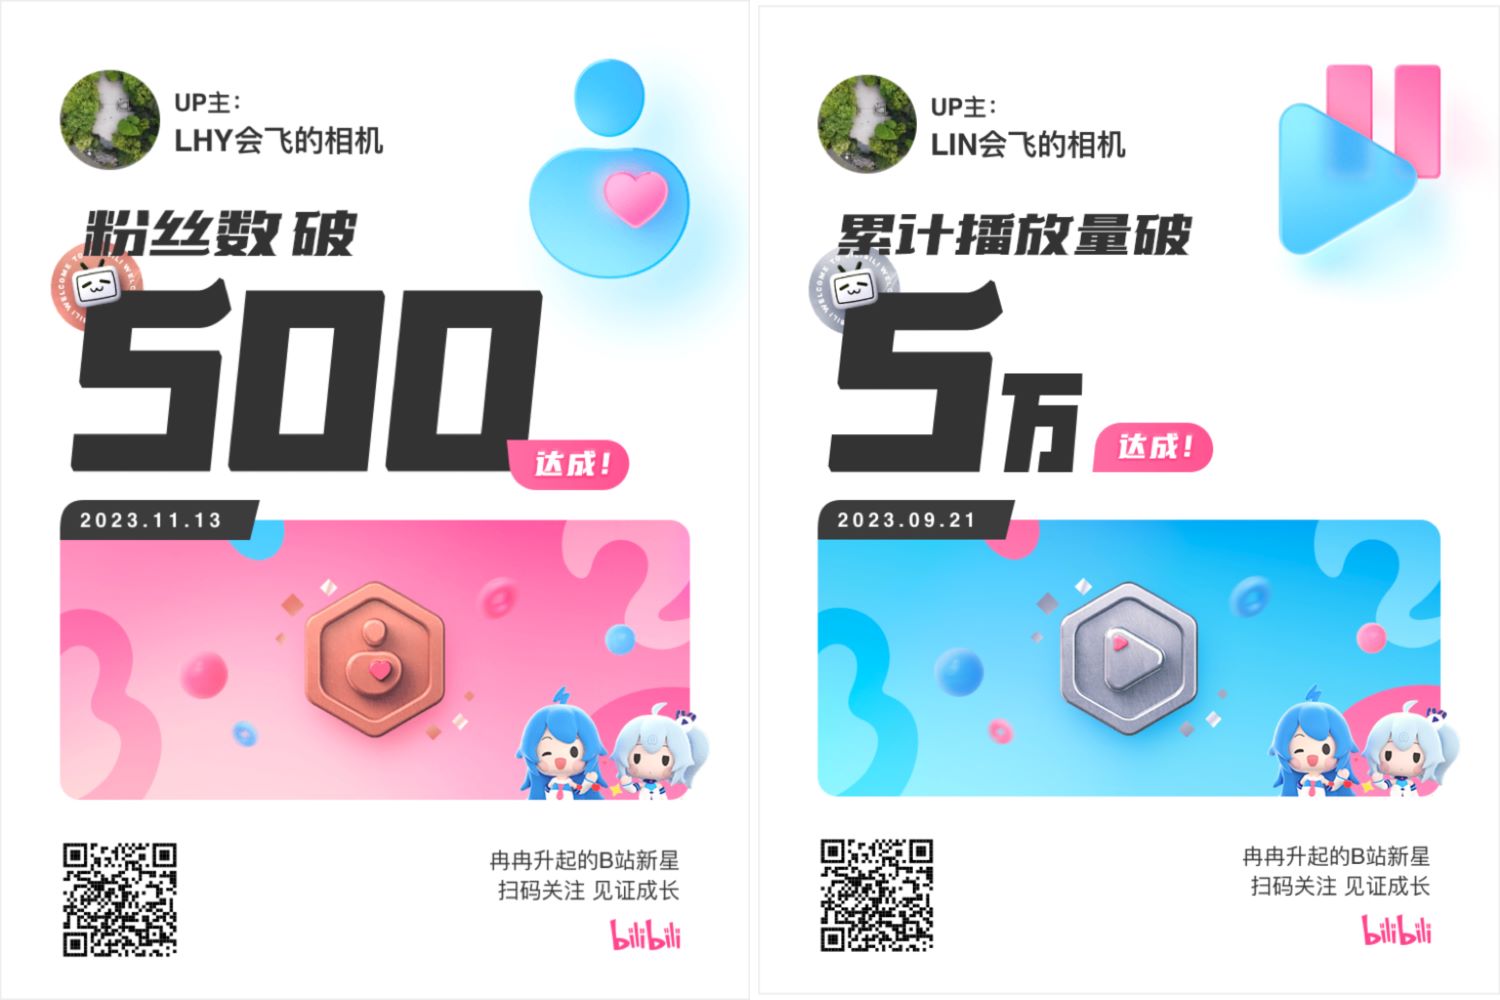 UP主：
LHY会飞的相机
粉丝数 破
500
达成！
2023.11.13
冉冉升起的B站新星
扫码关注 见证成长
bilibili
UP主：
LIN会飞的相机
累计播放量破
5万
达成！
2023.09.21
冉冉升起的B站新星
扫码关注 见证成长
bilibili